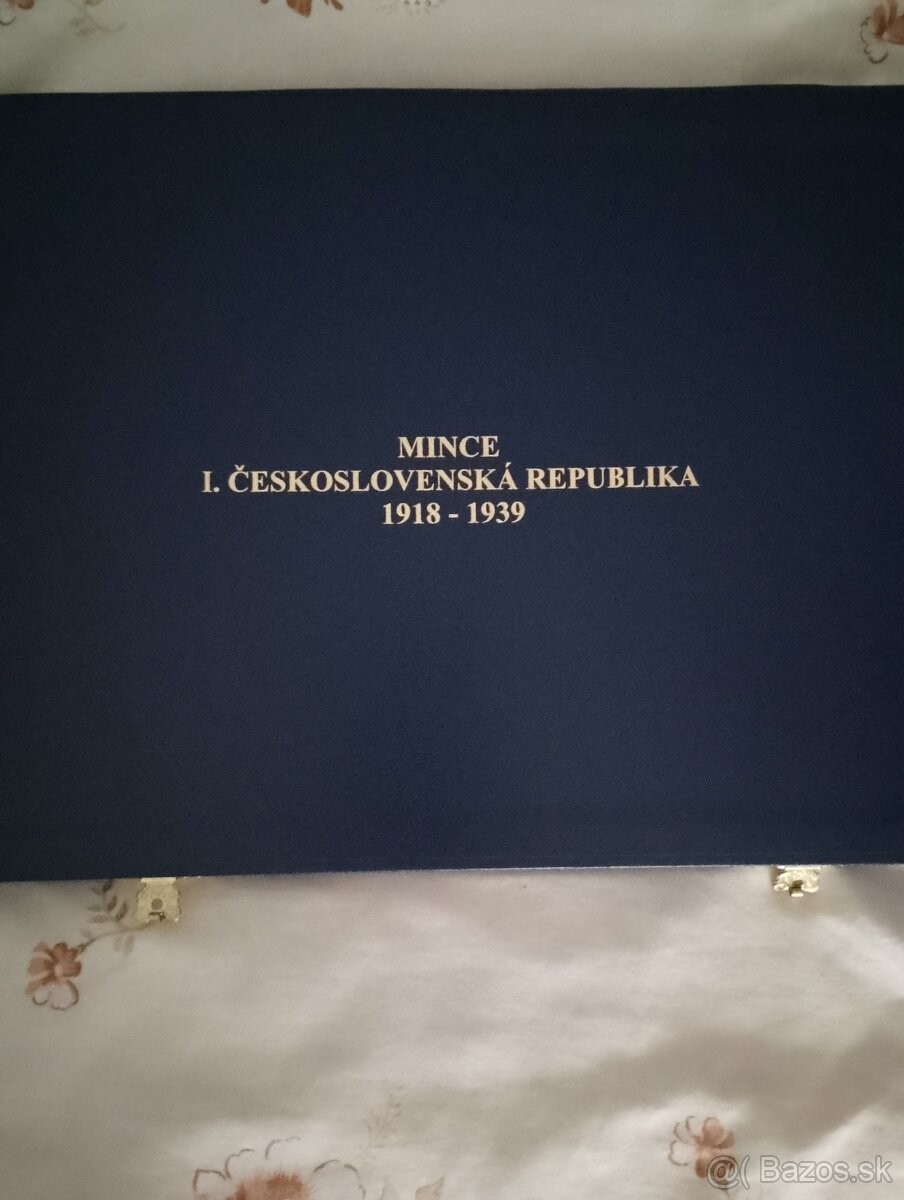 MINCE
I. ČESKOSLOVENSKÁ REPUBLIKA
1918 - 1939
@( Bazos.sk